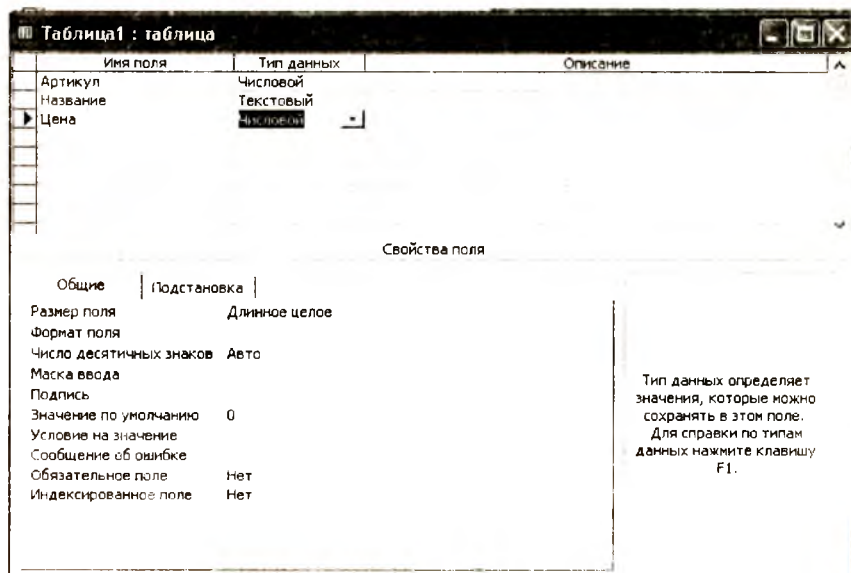 Таблица1 : таблица
Имя поля Тип данных Описание
Артикул Числовой
Название Текстовый
Цена Числовой
Свойства поля
Общие Подстановка
Размер поля Длинное целое
Формат поля
Число десятичных знаков Авто
Маска ввода
Подпись
Значение по умолчанию 0
Условие на значение
Сообщение об ошибке
Обязательное поле Нет
Индексированное поле Нет
Тип данных определяет
значения, которые можно
сохранять в этом поле.
Для справки по типам
данных нажмите клавишу
F1.